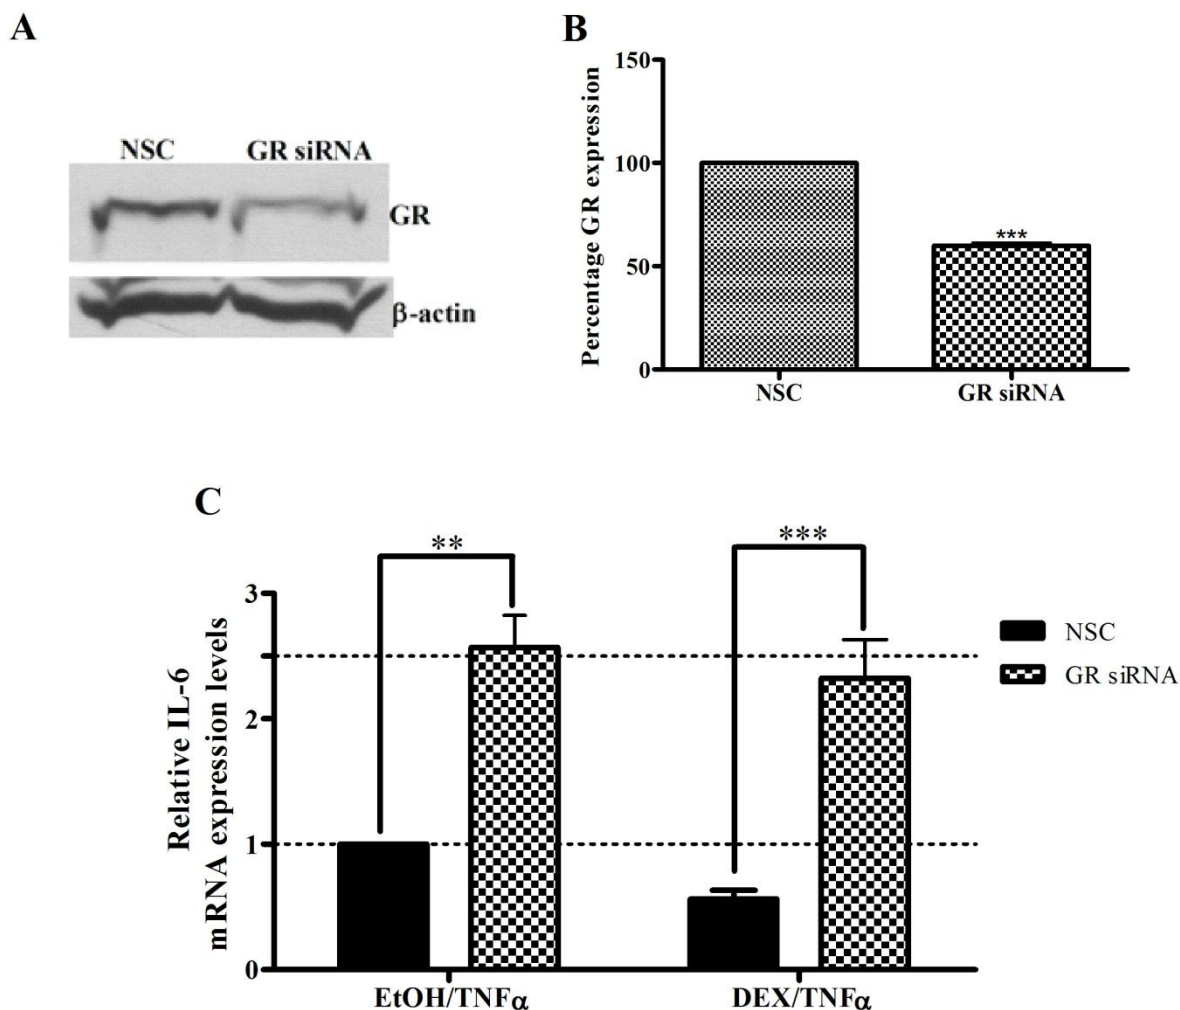 A
NSC GR siRNA
GR
β-actin
B
Percentage GR expression
150
100
50
0
***
NSC GR siRNA
C
Relative IL-6
mRNA expression levels
3
2
1
0
** ***
NSC
GR siRNA
EtOH/TNFα DEX/TNFα